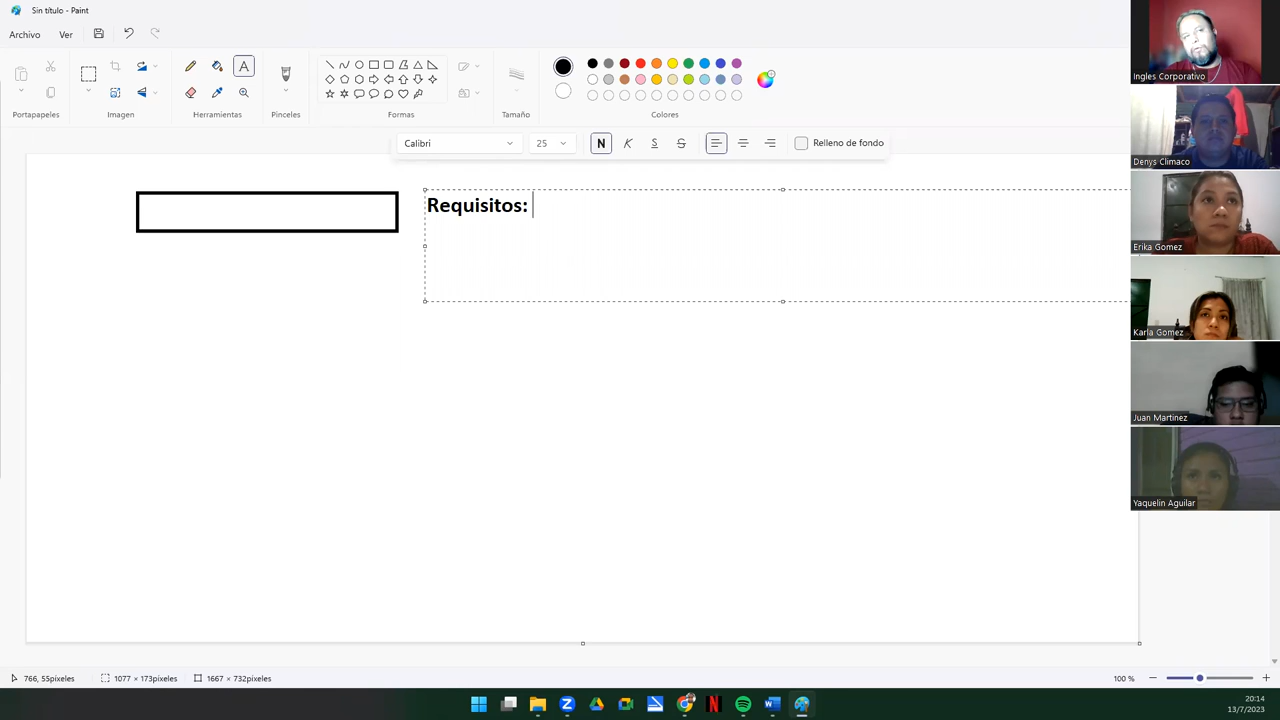 Sin título - Paint
Archivo
Ver
Portapapeles
Imagen
Herramientas
Pinceles
Formas
Tamaño
Colores
Calibri
25
N
K
S
S
Relleno de fondo
Requisitos:
Ingles Corporativo
Denys Climaco
Erika Gomez
Karla Gomez
Juan Martinez
Yaquelin Aguilar
766, 55píxeles
1077 × 173píxeles
1667 × 732píxeles
100 %
20:14
13/7/2023